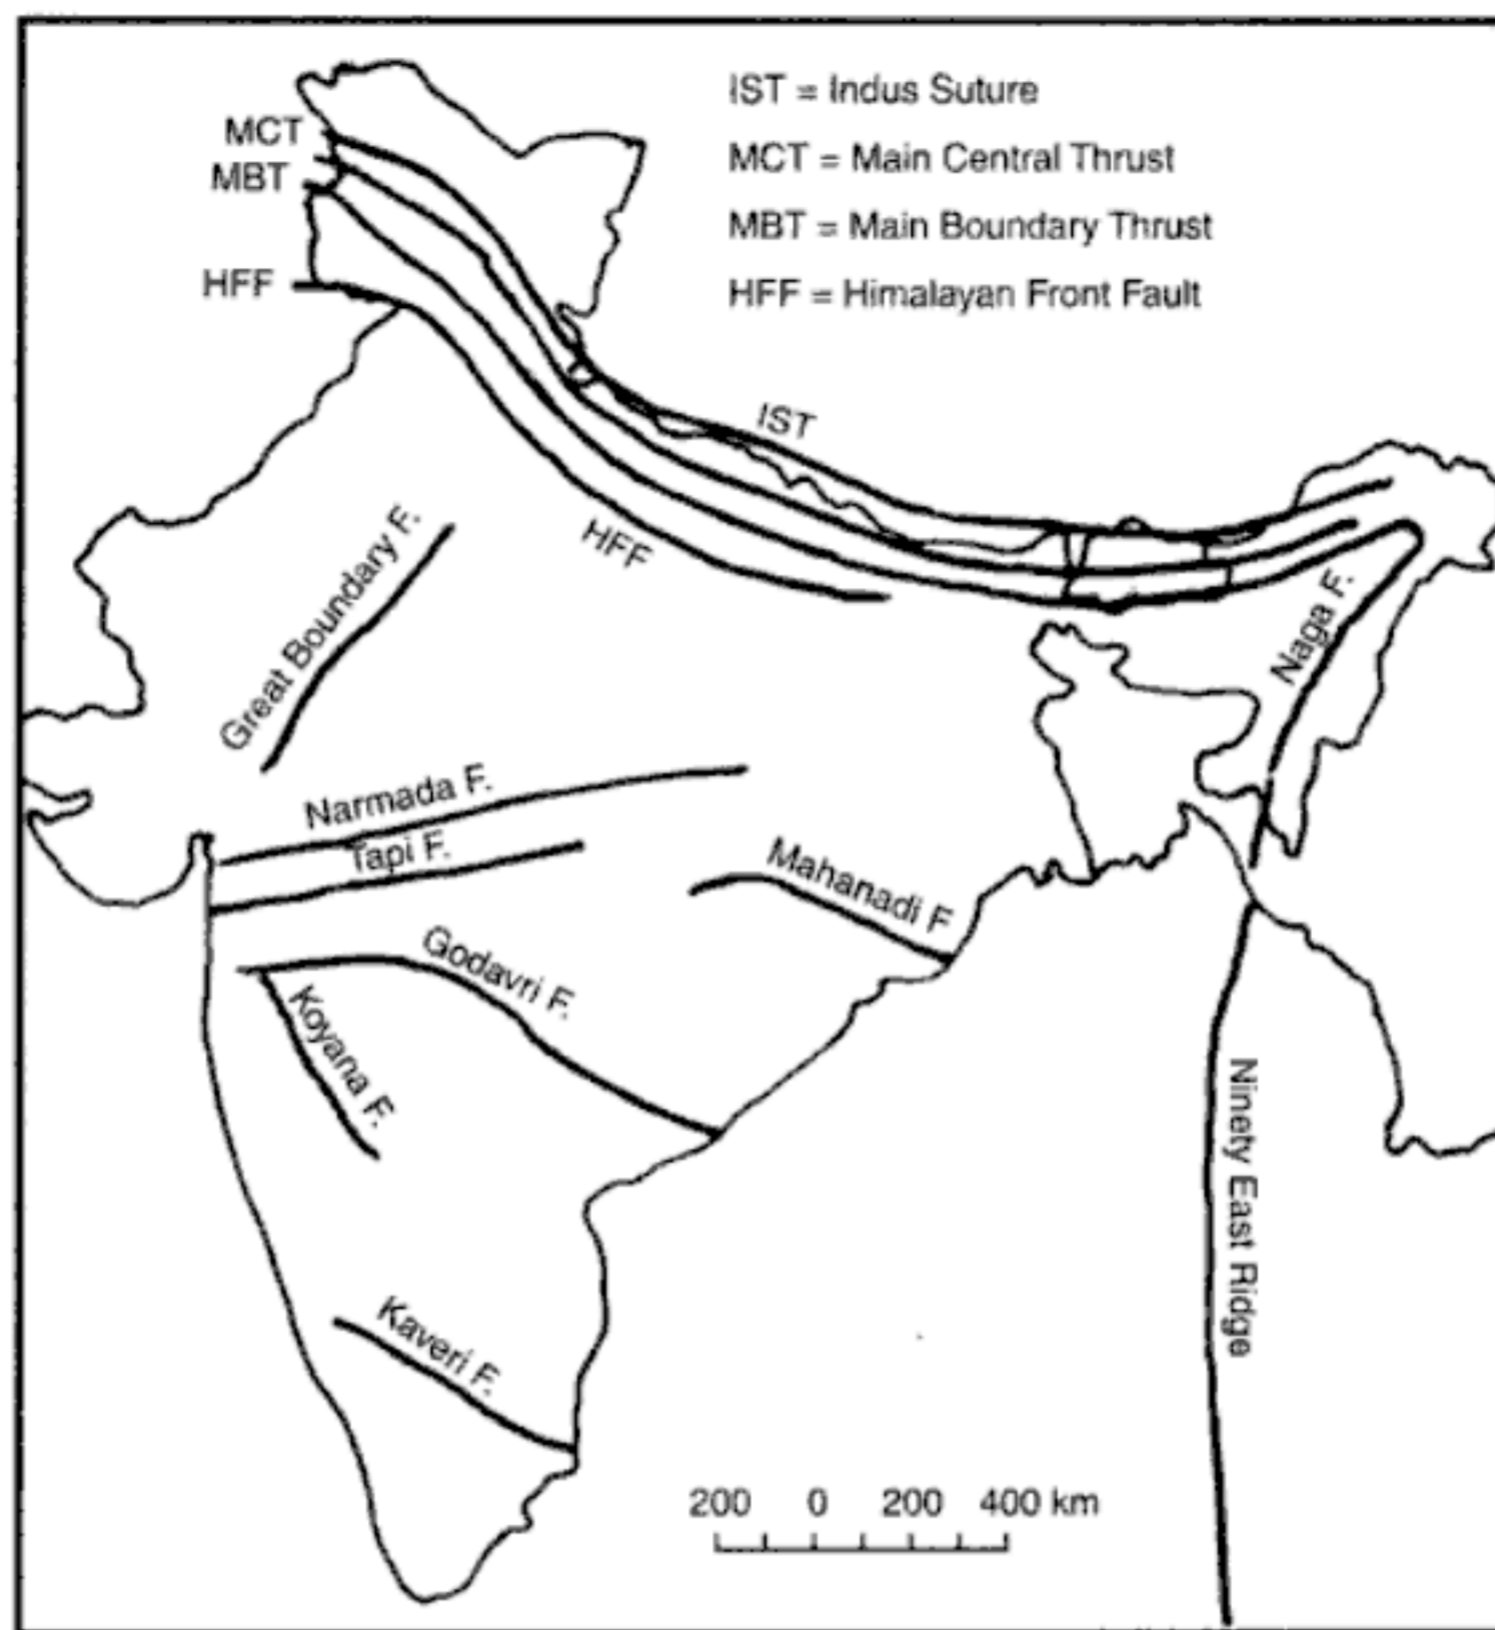 IST = Indus Suture
MCT = Main Central Thrust
MBT = Main Boundary Thrust
HFF = Himalayan Front Fault
MCT
MBT
HFF
IST
HFF
Great Boundary F.
Naga F.
Narmada F.
Tapi F.
Mahanadi F
Godavri F.
Koyana F.
Ninety East Ridge
Kaveri F.
200 0 200 400 km